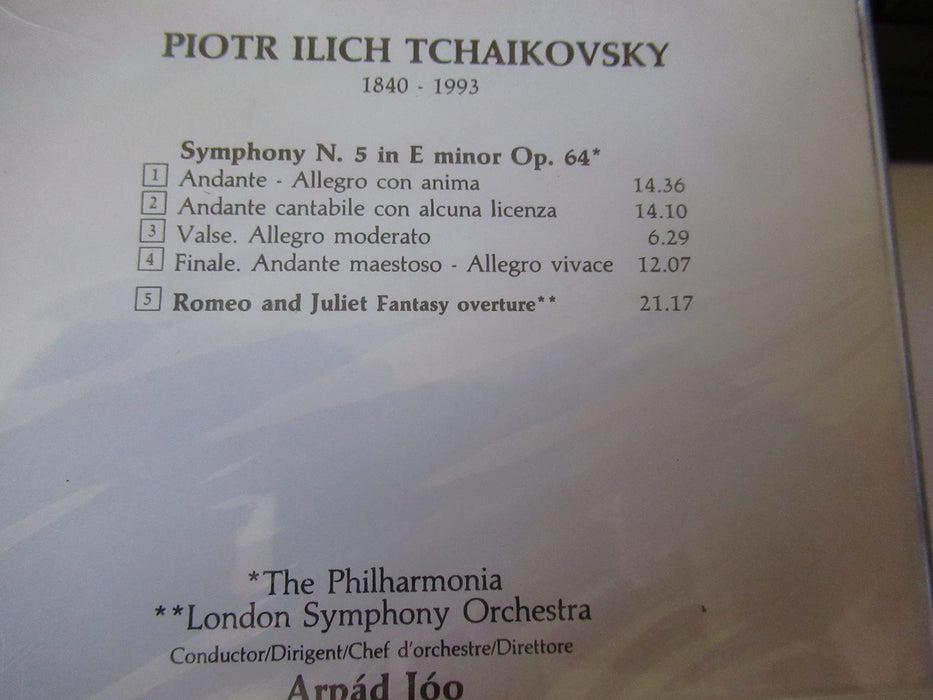 PIOTR ILICH TCHAIKOVSKY
1840 - 1993
Symphony N. 5 in E minor Op. 64*
1 Andante - Allegro con anima 14.36
2 Andante cantabile con alcuna licenza 14.10
3 Valse. Allegro moderato 6.29
4 Finale. Andante maestoso - Allegro vivace 12.07
5 Romeo and Juliet Fantasy overture** 21.17
*The Philharmonia
**London Symphony Orchestra
Conductor/Dirigent/Chef d'orchestre/Direttore
Arpád Jóo